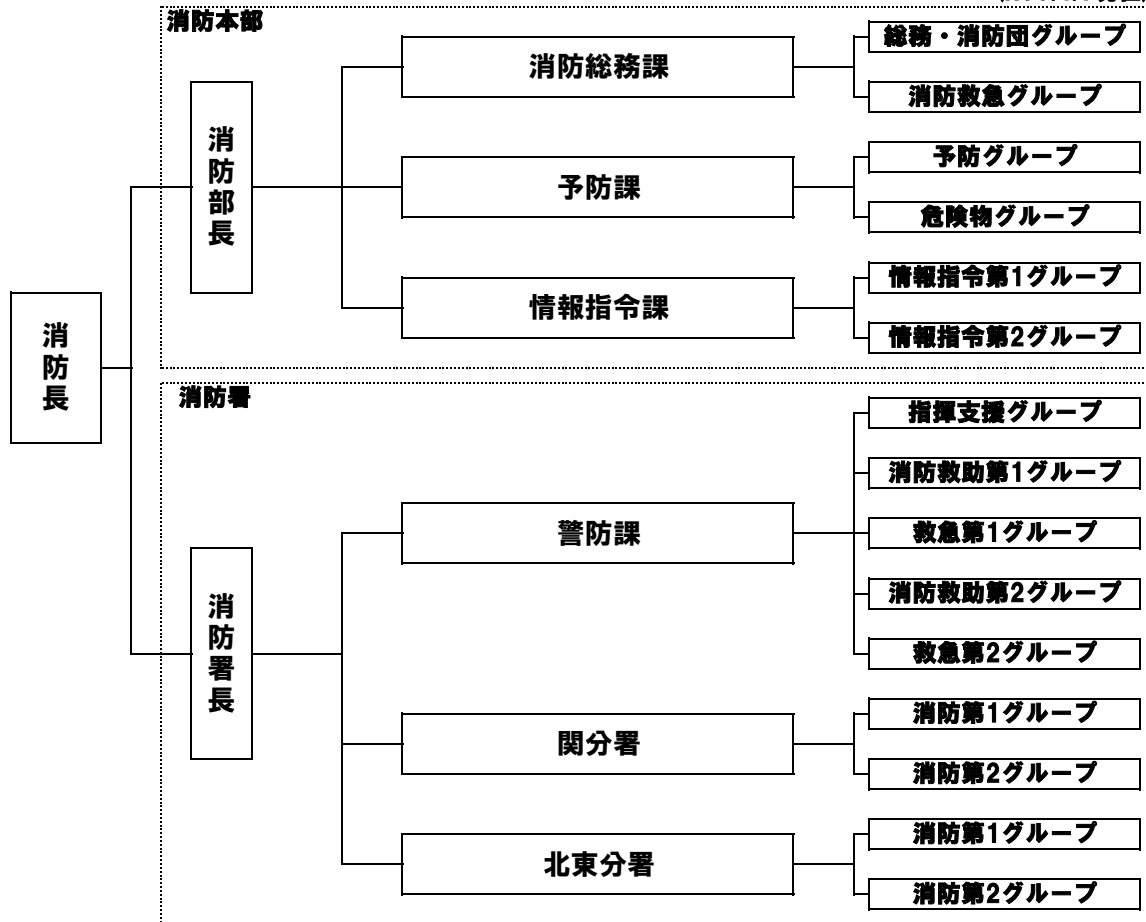 消防本部
総務・消防団グループ
消防総務課
消防救急グループ
消防部長
予防グループ
予防課
危険物グループ
情報指令第1グループ
情報指令課
情報指令第2グループ
消防長
消防署
指揮支援グループ
消防救助第1グループ
警防課
救急第1グループ
消防救助第2グループ
消防署長
救急第2グループ
消防第1グループ
関分署
消防第2グループ
消防第1グループ
北東分署
消防第2グループ